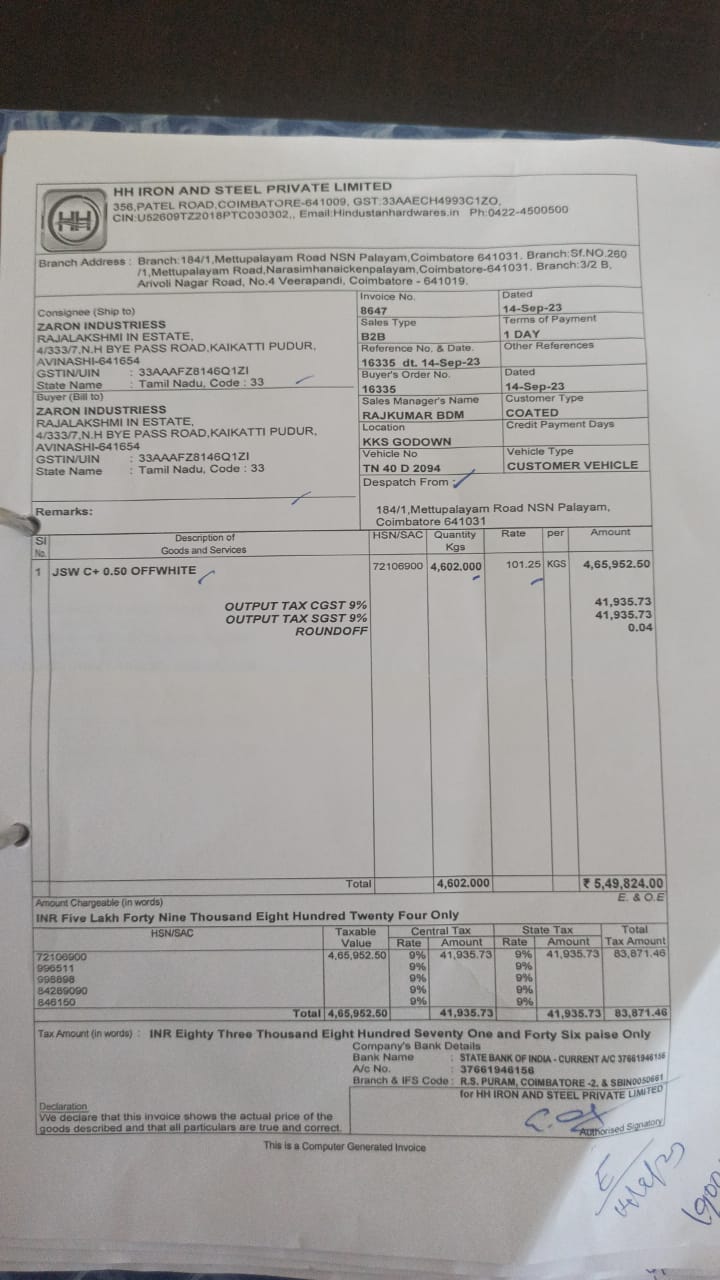 HH IRON AND STEEL PRIVATE LIMITED
356,PATEL ROAD,COIMBATORE-641009, GST:33AAECH4993C1ZO,
CIN:U52609TZ2018PTC030302,, Email:Hindustanhardwares.in Ph:0422-4500500
HH
Branch Address : Branch:184/1,Mettupalayam Road NSN Palayam,Coimbatore 641031. Branch:Sf.NO.260
/1,Mettupalayam Road,Narasimhanaickenpalayam,Coimbatore-641031. Branch:3/2 B,
Arivoli Nagar Road, No.4 Veerapandi, Coimbatore - 641019.
Consignee (Ship to)
ZARON INDUSTRIESS
RAJALAKSHMI IN ESTATE,
4/333/7,N.H BYE PASS ROAD,KAIKATTI PUDUR,
AVINASHI-641654
GSTIN/UIN : 33AAAFZ8146Q1ZI
State Name : Tamil Nadu, Code : 33
Buyer (Bill to)
ZARON INDUSTRIESS
RAJALAKSHMI IN ESTATE,
4/333/7,N.H BYE PASS ROAD,KAIKATTI PUDUR,
AVINASHI-641654
GSTIN/UIN : 33AAAFZ8146Q1ZI
State Name : Tamil Nadu, Code : 33
Remarks:
Invoice No. Dated
8647 14-Sep-23
Sales Type Terms of Payment
B2B 1 DAY
Reference No. & Date. Other References
16335 dt. 14-Sep-23
Buyer's Order No. Dated
16335 14-Sep-23
Sales Manager's Name Customer Type
RAJKUMAR BDM COATED
Location Credit Payment Days
KKS GODOWN
Vehicle No Vehicle Type
TN 40 D 2094 CUSTOMER VEHICLE
Despatch From :
184/1,Mettupalayam Road NSN Palayam,
Coimbatore 641031
Sl No. Description of Goods and Services HSN/SAC Quantity Kgs Rate per Amount
1 JSW C+ 0.50 OFFWHITE 72106900 4,602.000 101.25 KGS 4,65,952.50
OUTPUT TAX CGST 9% 41,935.73
OUTPUT TAX SGST 9% 41,935.73
ROUNDOFF 0.04
Total 4,602.000 ₹ 5,49,824.00
Amount Chargeable (in words) E. & O.E
INR Five Lakh Forty Nine Thousand Eight Hundred Twenty Four Only
HSN/SAC Taxable Value Central Tax State Tax Total Tax Amount
Rate Amount Rate Amount
72106900 4,65,952.50 9% 41,935.73 9% 41,935.73 83,871.46
996511 9% 9%
998898 9% 9%
84289090 9% 9%
846150 9% 9%
Total 4,65,952.50 41,935.73 41,935.73 83,871.46
Tax Amount (in words) : INR Eighty Three Thousand Eight Hundred Seventy One and Forty Six paise Only
Company's Bank Details
Bank Name : STATE BANK OF INDIA - CURRENT A/C 37661946156
A/c No. : 37661946156
Branch & IFS Code : R.S. PURAM, COIMBATORE -2, & SBIN0050661
for HH IRON AND STEEL PRIVATE LIMITED
Declaration
We declare that this invoice shows the actual price of the
goods described and that all particulars are true and correct.
Authorised Signatory
This is a Computer Generated Invoice